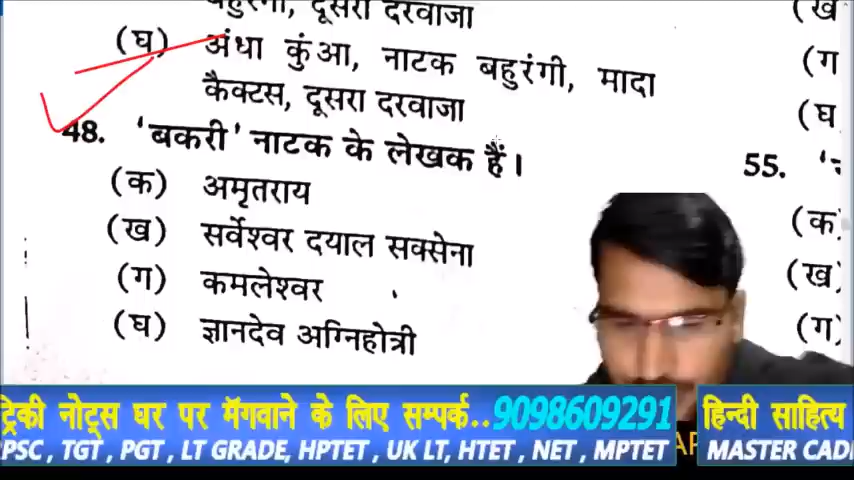 बहुरंगी, दूसरा दरवाजा
(घ) अंधा कुंआ, नाटक बहुरंगी, मादा
कैक्टस, दूसरा दरवाजा
48. 'बकरी' नाटक के लेखक हैं।
(क) अमृतराय
(ख) सर्वेश्वर दयाल सक्सेना
(ग) कमलेश्वर
(घ) ज्ञानदेव अग्निहोत्री
(ख
(ग
(घ
55.
(क
(ख
(ग)
ट्रिकी नोट्स घर पर मॅगवाने के लिए सम्पर्क..9098609291
PSC, TGT, PGT, LT GRADE, HPTET, UK LT, HTET, NET, MPTET
हिन्दी साहित्य
MASTER CAD